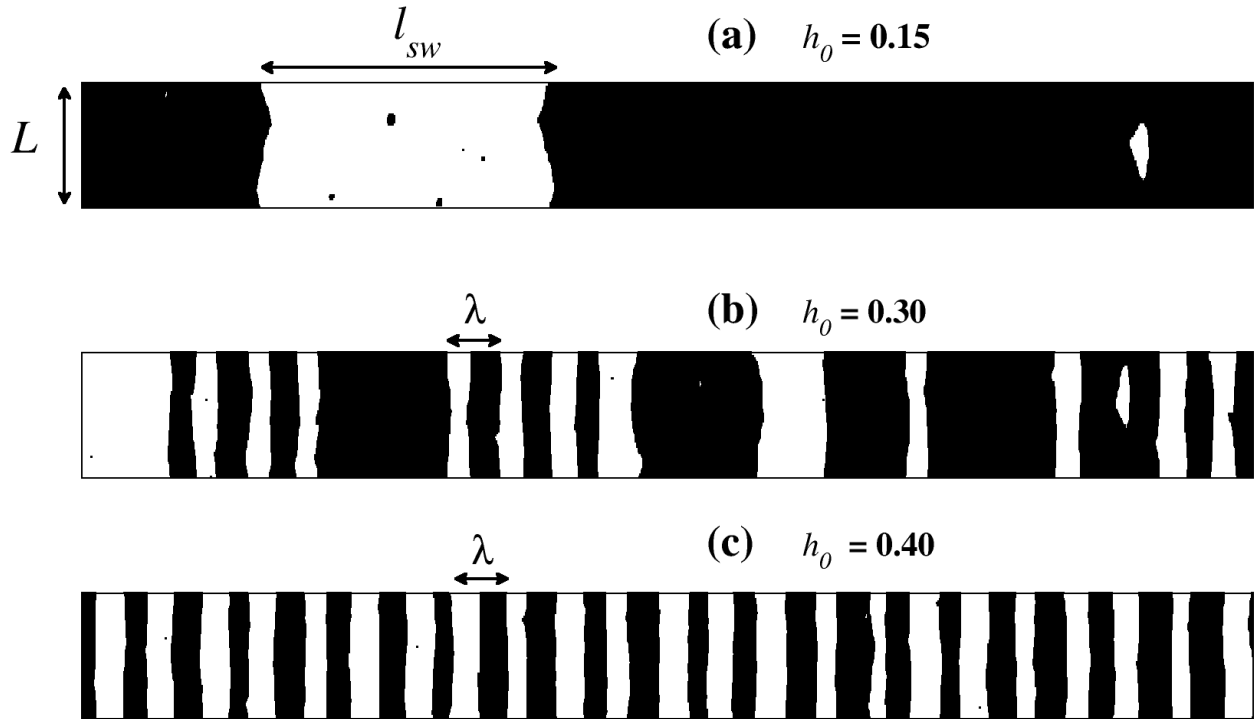 l_sw (a) h_0 = 0.15
L
λ (b) h_0 = 0.30
λ (c) h_0 = 0.40